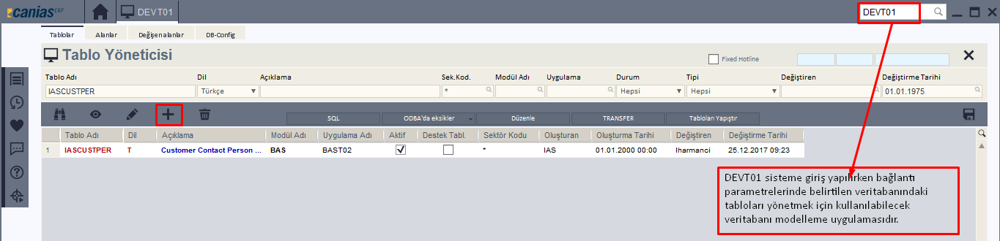 canias ERP
DEVT01
DEVT01
Tablolar Alanlar Değişen alanlar DB-Config
Tablo Yöneticisi
Fixed Hotline
Tablo Adı Dil Açıklama Sek.Kod. Modül Adı Uygulama Durum Tipi Değiştiren Değiştirme Tarihi
IASCUSTPER Türkçe * Hepsi Hepsi 01.01.1975
SQL ODBA'da eksikler Düzenle TRANSFER Tabloları Yapıştır
Tablo Adı Dil Açıklama Modül Adı Uygulama Adı Aktif Destek Tabl. Sektör Kodu Oluşturan Oluşturma Tarihi Değiştiren Değiştirme Tarihi
1 IASCUSTPER T Customer Contact Person ... BAS BAST02 * IAS 01.01.2000 00:00 lharmanci 25.12.2017 09:23
DEVT01 sisteme giriş yapılırken bağlantı
parametrelerinde belirtilen veritabanındaki
tabloları yönetmek için kullanılabilecek
veritabanı modelleme uygulamasıdır.